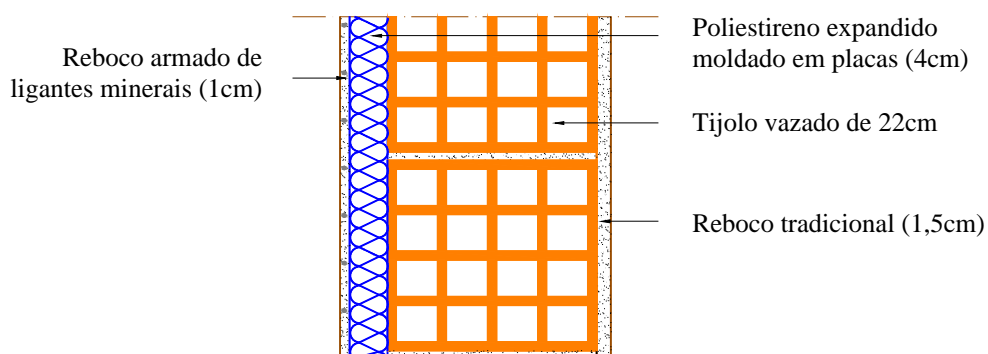 Reboco armado de
ligantes minerais (1cm)
Poliestireno expandido
moldado em placas (4cm)
Tijolo vazado de 22cm
Reboco tradicional (1,5cm)